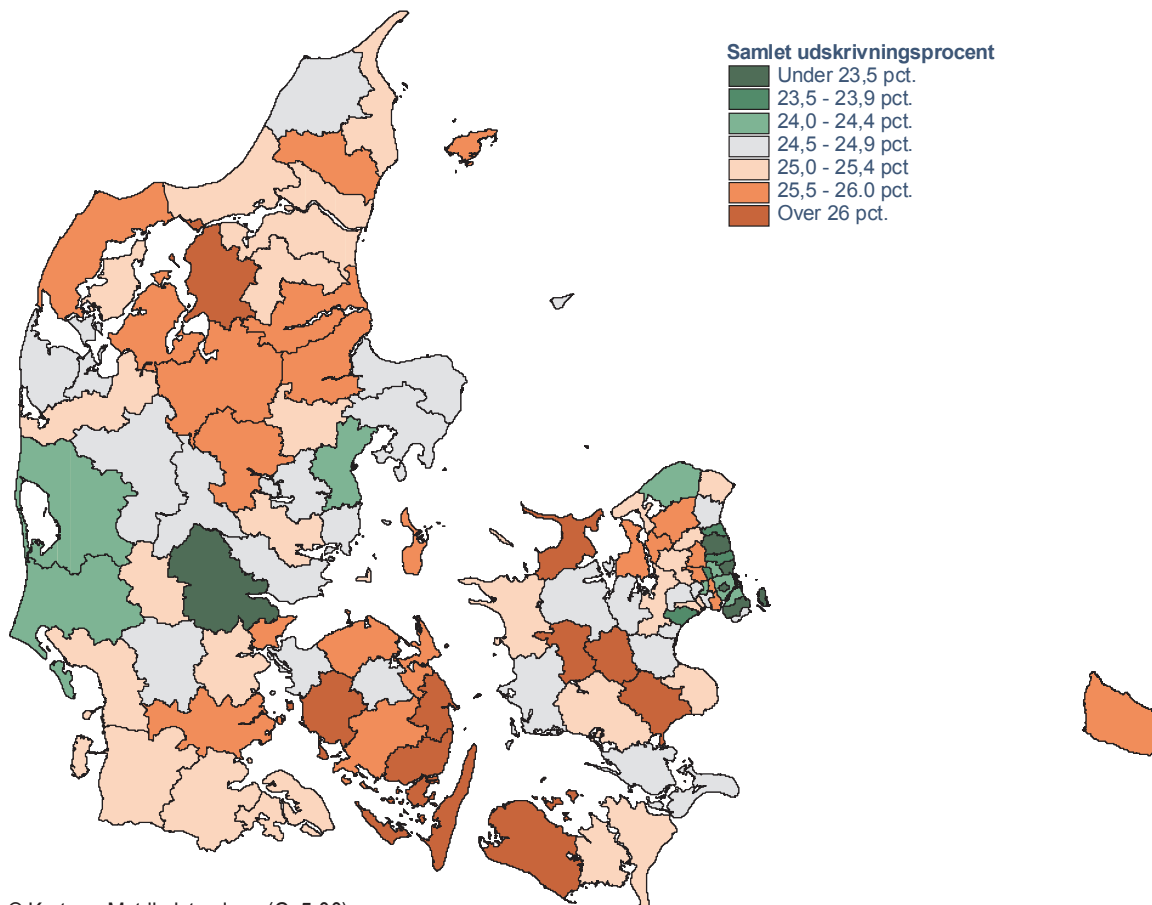 Samlet udskrivningsprocent
Under 23,5 pct.
23,5 - 23,9 pct.
24,0 - 24,4 pct.
24,5 - 24,9 pct.
25,0 - 25,4 pct
25,5 - 26.0 pct.
Over 26 pct.